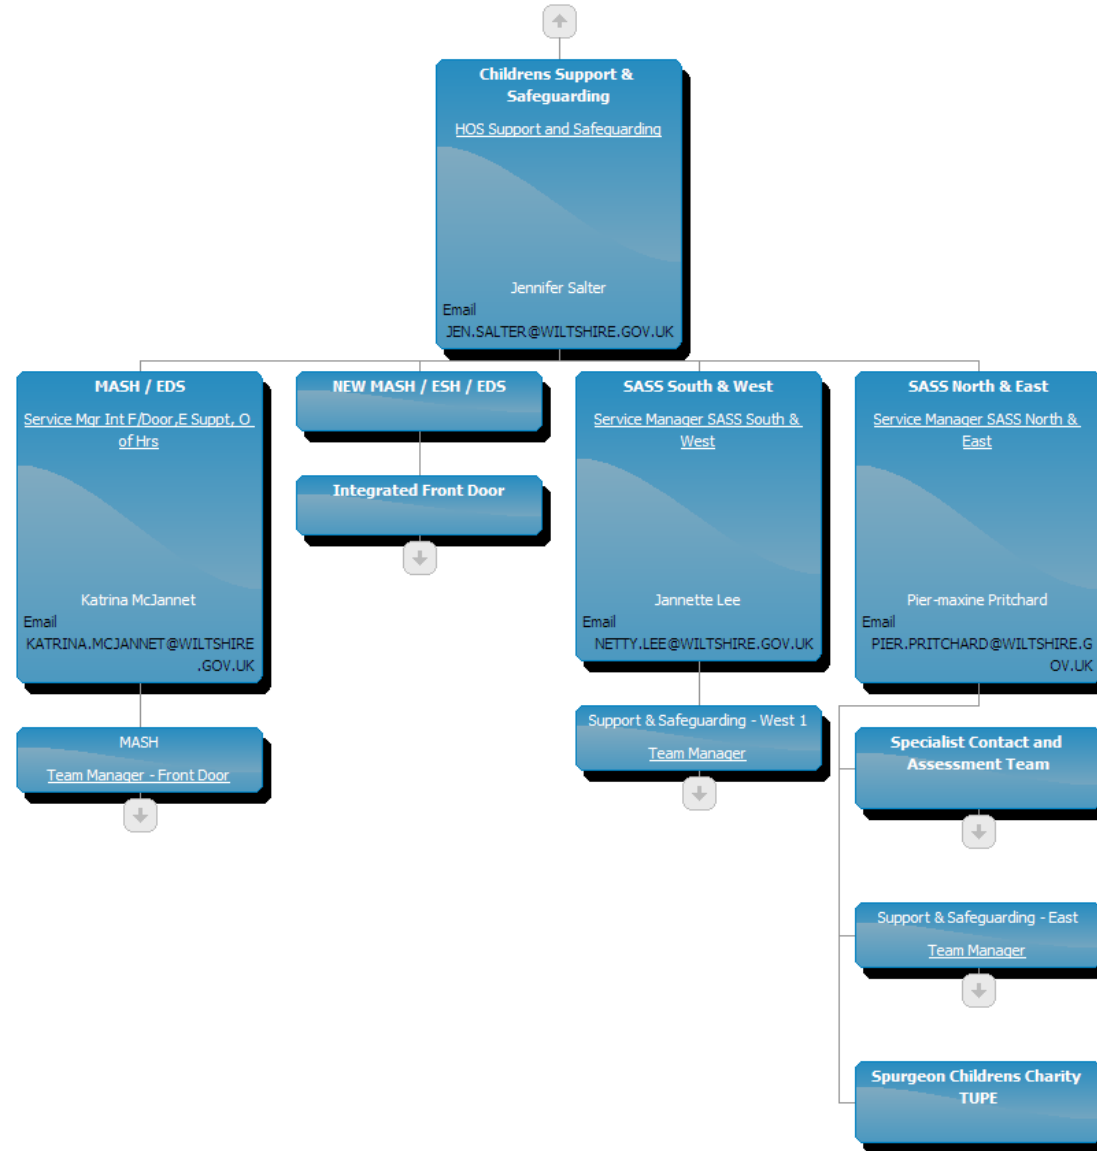 Childrens Support &
Safeguarding
HOS Support and Safeguarding
Jennifer Salter
Email
JEN.SALTER@WILTSHIRE.GOV.UK
MASH / EDS
Service Mgr Int F/Door,E Suppt, O
of Hrs
Katrina McJannet
Email
KATRINA.MCJANNET@WILTSHIRE
.GOV.UK
MASH
Team Manager - Front Door
NEW MASH / ESH / EDS
Integrated Front Door
SASS South & West
Service Manager SASS South &
West
Jannette Lee
Email
NETTY.LEE@WILTSHIRE.GOV.UK
Support & Safeguarding - West 1
Team Manager
SASS North & East
Service Manager SASS North &
East
Pier-maxine Pritchard
Email
PIER.PRITCHARD@WILTSHIRE.G
OV.UK
Specialist Contact and
Assessment Team
Support & Safeguarding - East
Team Manager
Spurgeon Childrens Charity
TUPE